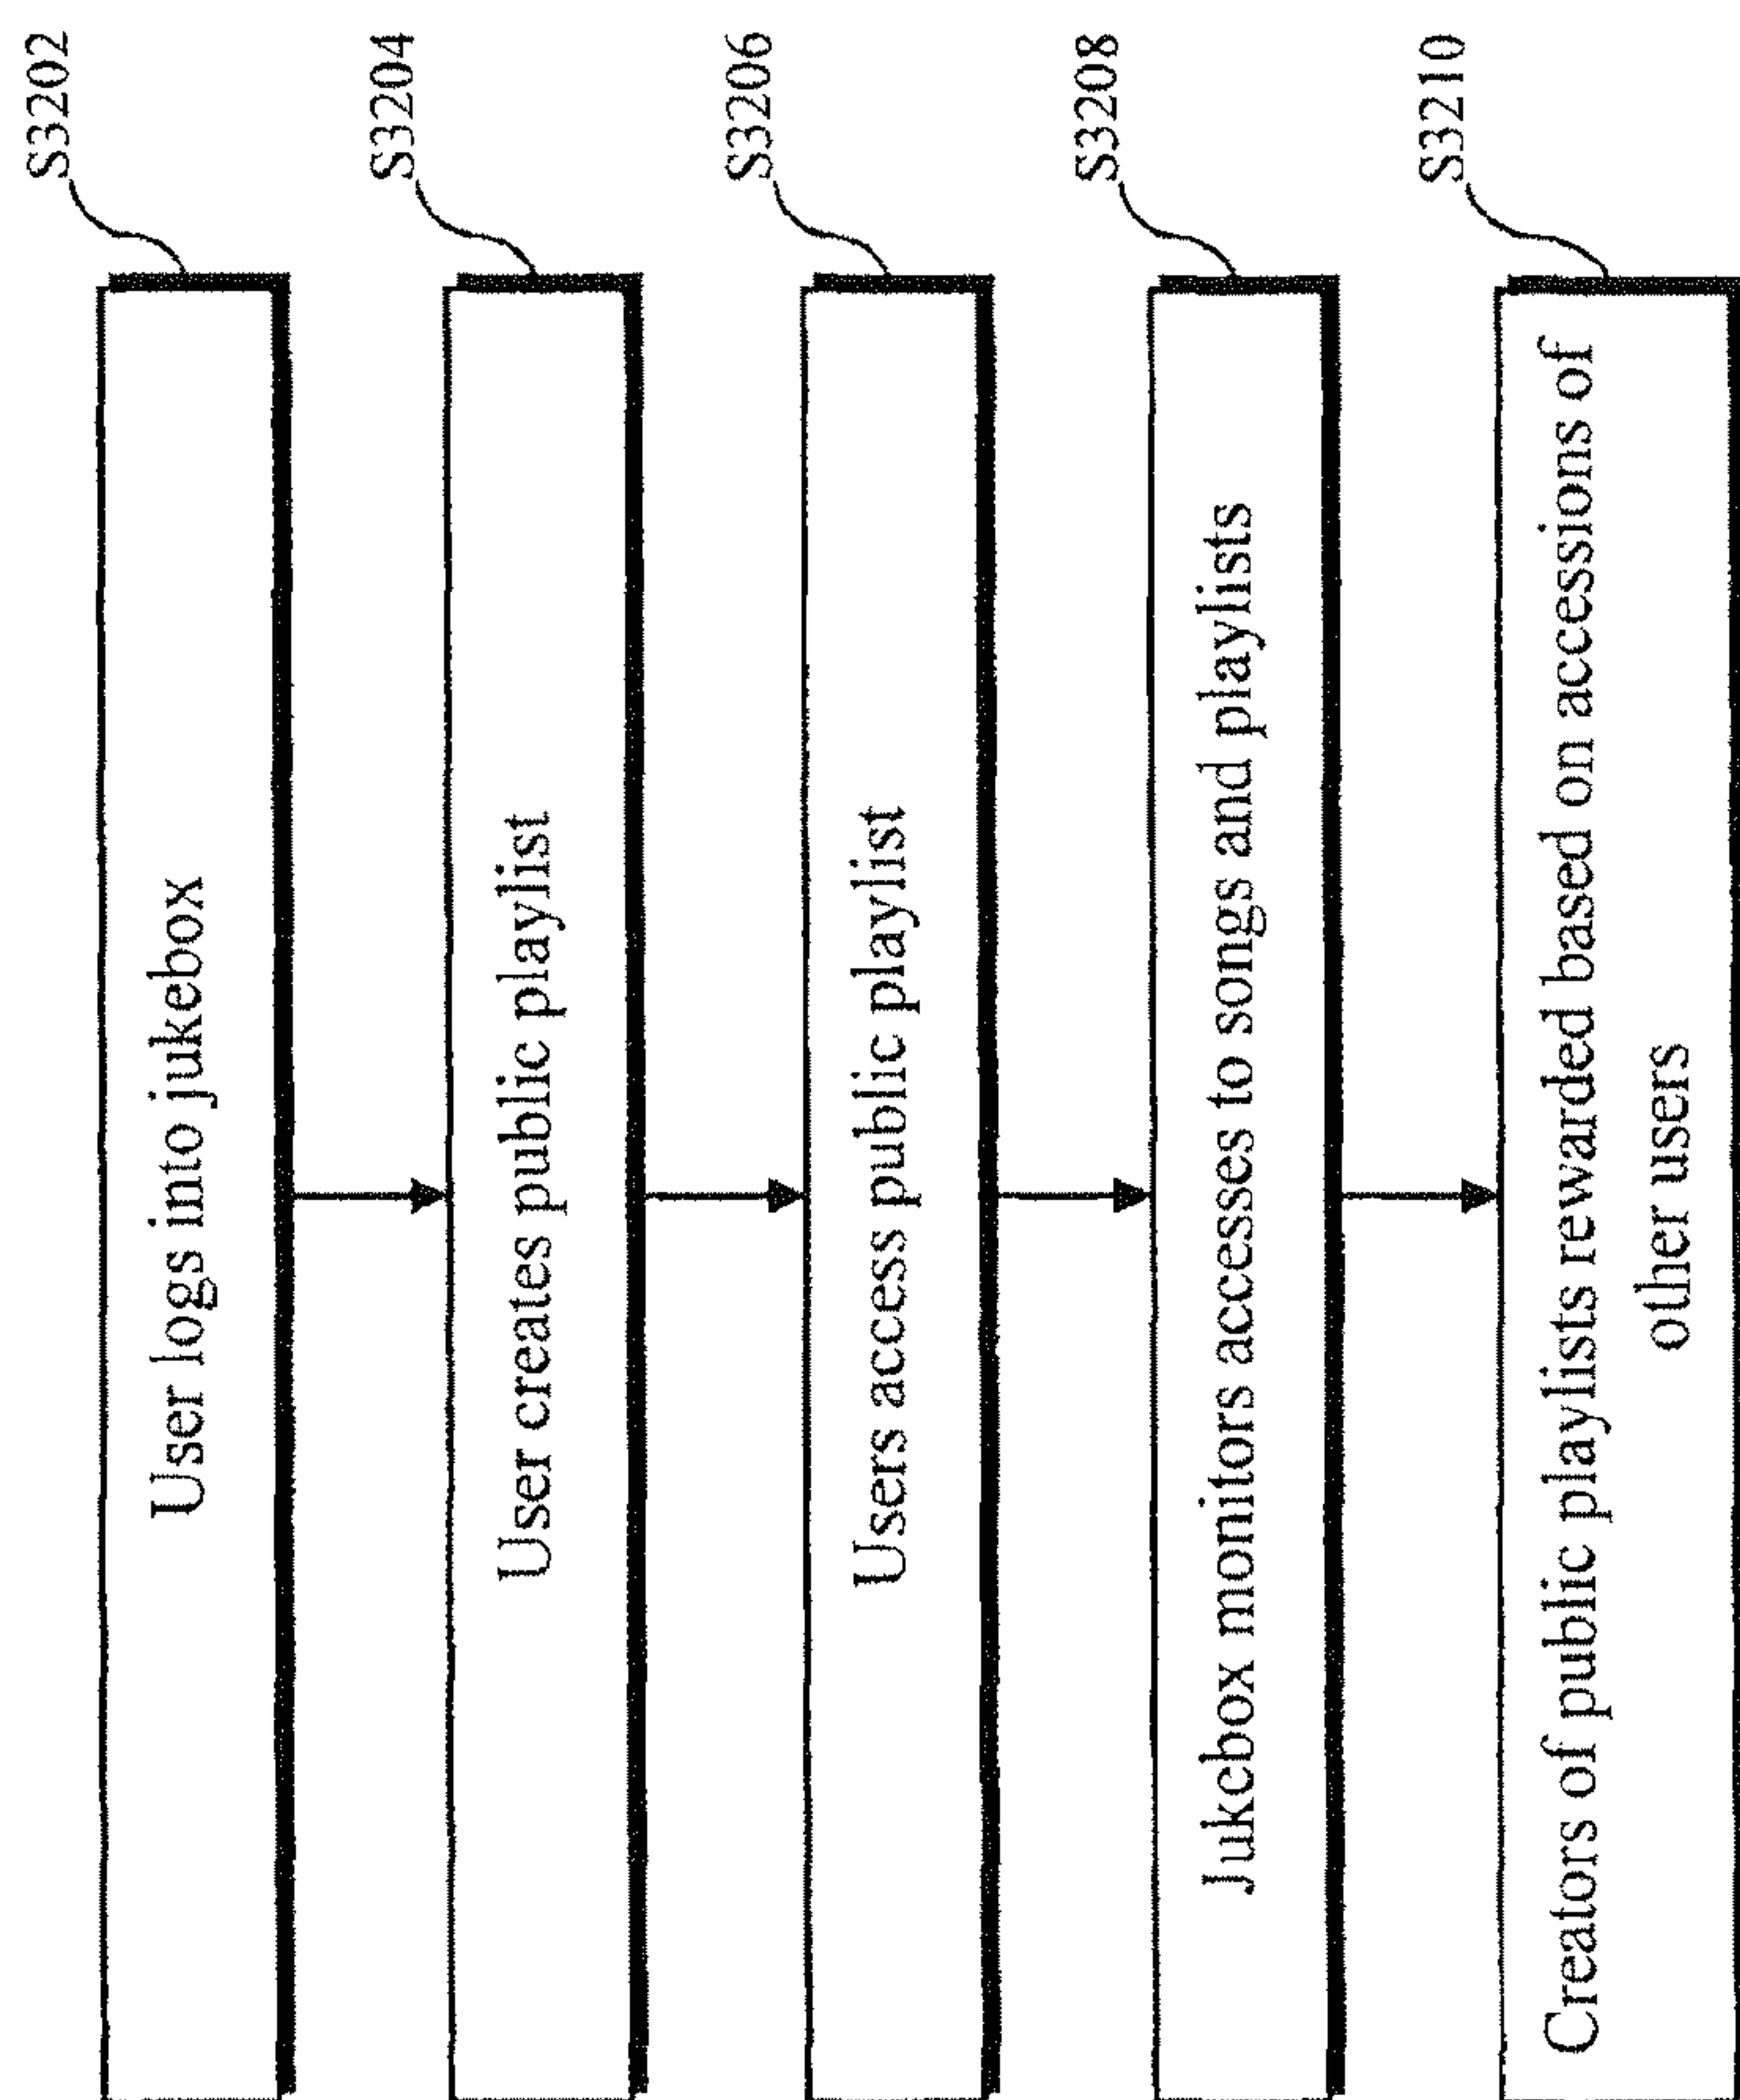 S3202
User logs into jukebox
S3204
User creates public playlist
S3206
Users access public playlist
S3208
Jukebox monitors accesses to songs and playlists
S3210
Creators of public playlists rewarded based on accessions of
other users